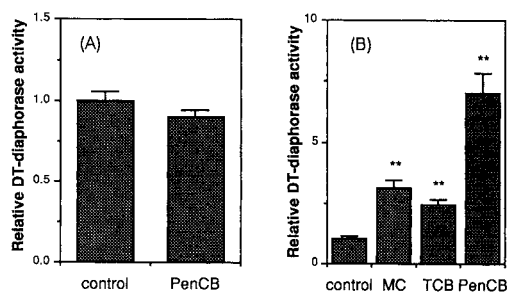 (A)
Relative DT-diaphorase activity
1.5
1.0
0.5
0.0
control PenCB
(B)
Relative DT-diaphorase activity
10
5
0
**
**
**
control MC TCB PenCB